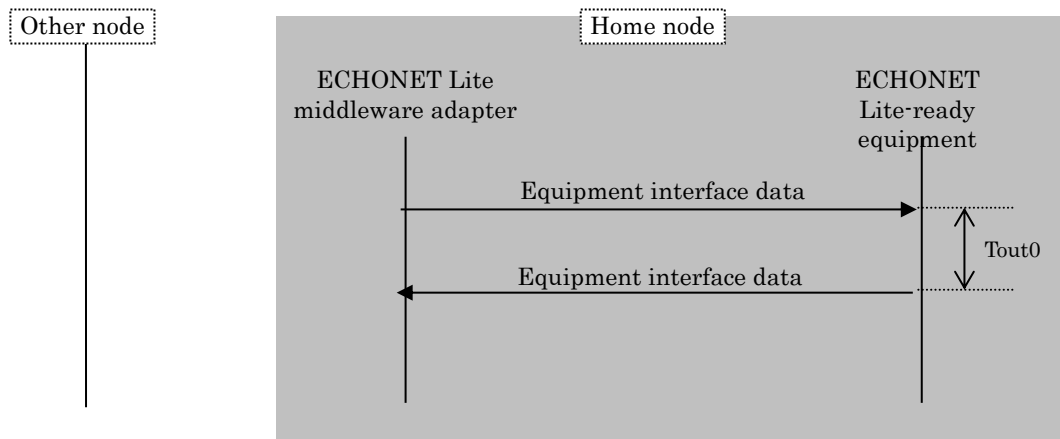 Other node
Home node
ECHONET Lite
middleware adapter
ECHONET
Lite-ready
equipment
Equipment interface data
Tout0
Equipment interface data